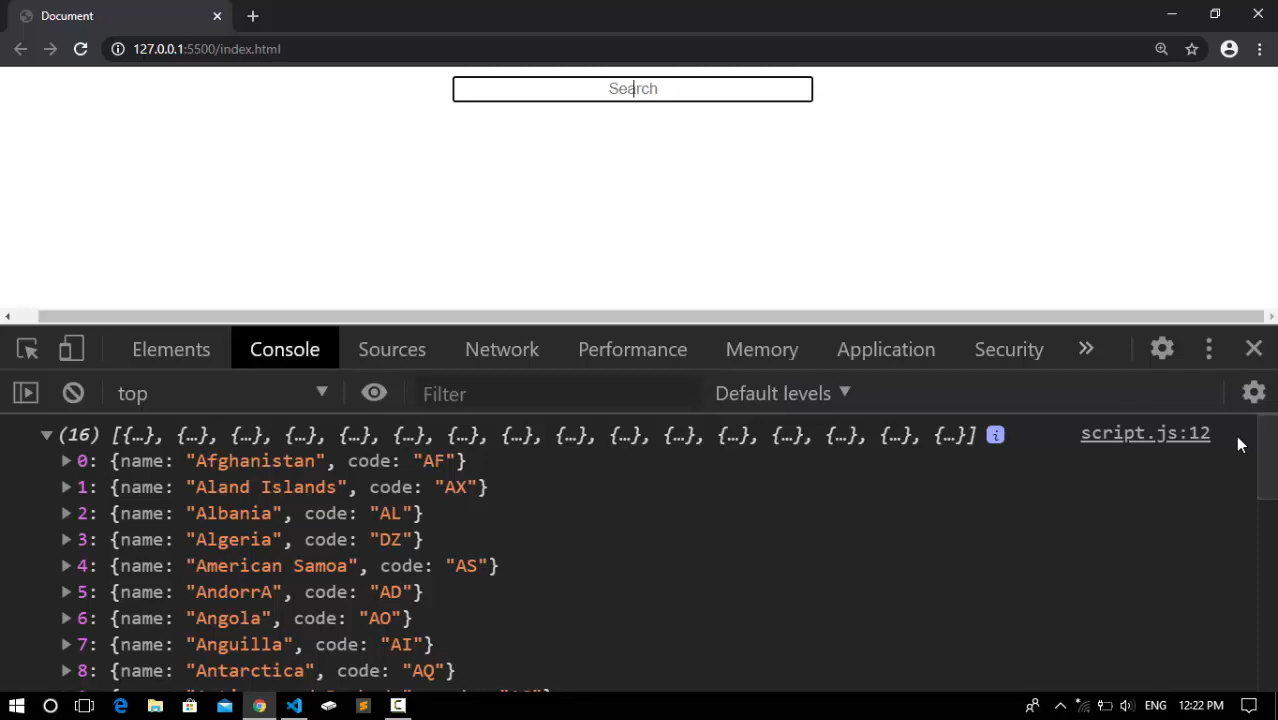 Document
127.0.0.1:5500/index.html
Search
Elements Console Sources Network Performance Memory Application Security
top Filter Default levels
(16) [{…}, {…}, {…}, {…}, {…}, {…}, {…}, {…}, {…}, {…}, {…}, {…}, {…}, {…}, {…}, {…}] i script.js:12
0: {name: "Afghanistan", code: "AF"}
1: {name: "Aland Islands", code: "AX"}
2: {name: "Albania", code: "AL"}
3: {name: "Algeria", code: "DZ"}
4: {name: "American Samoa", code: "AS"}
5: {name: "AndorrA", code: "AD"}
6: {name: "Angola", code: "AO"}
7: {name: "Anguilla", code: "AI"}
8: {name: "Antarctica", code: "AQ"}
ENG 12:22 PM